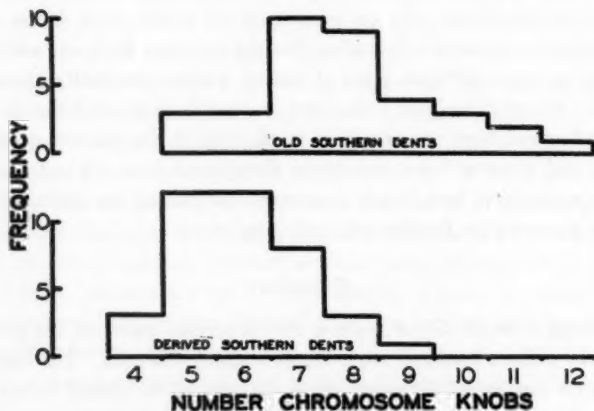 10
5
0
OLD SOUTHERN DENTS
FREQUENCY
10
5
0
DERIVED SOUTHERN DENTS
4 5 6 7 8 9 10 11 12
NUMBER CHROMOSOME KNOBS